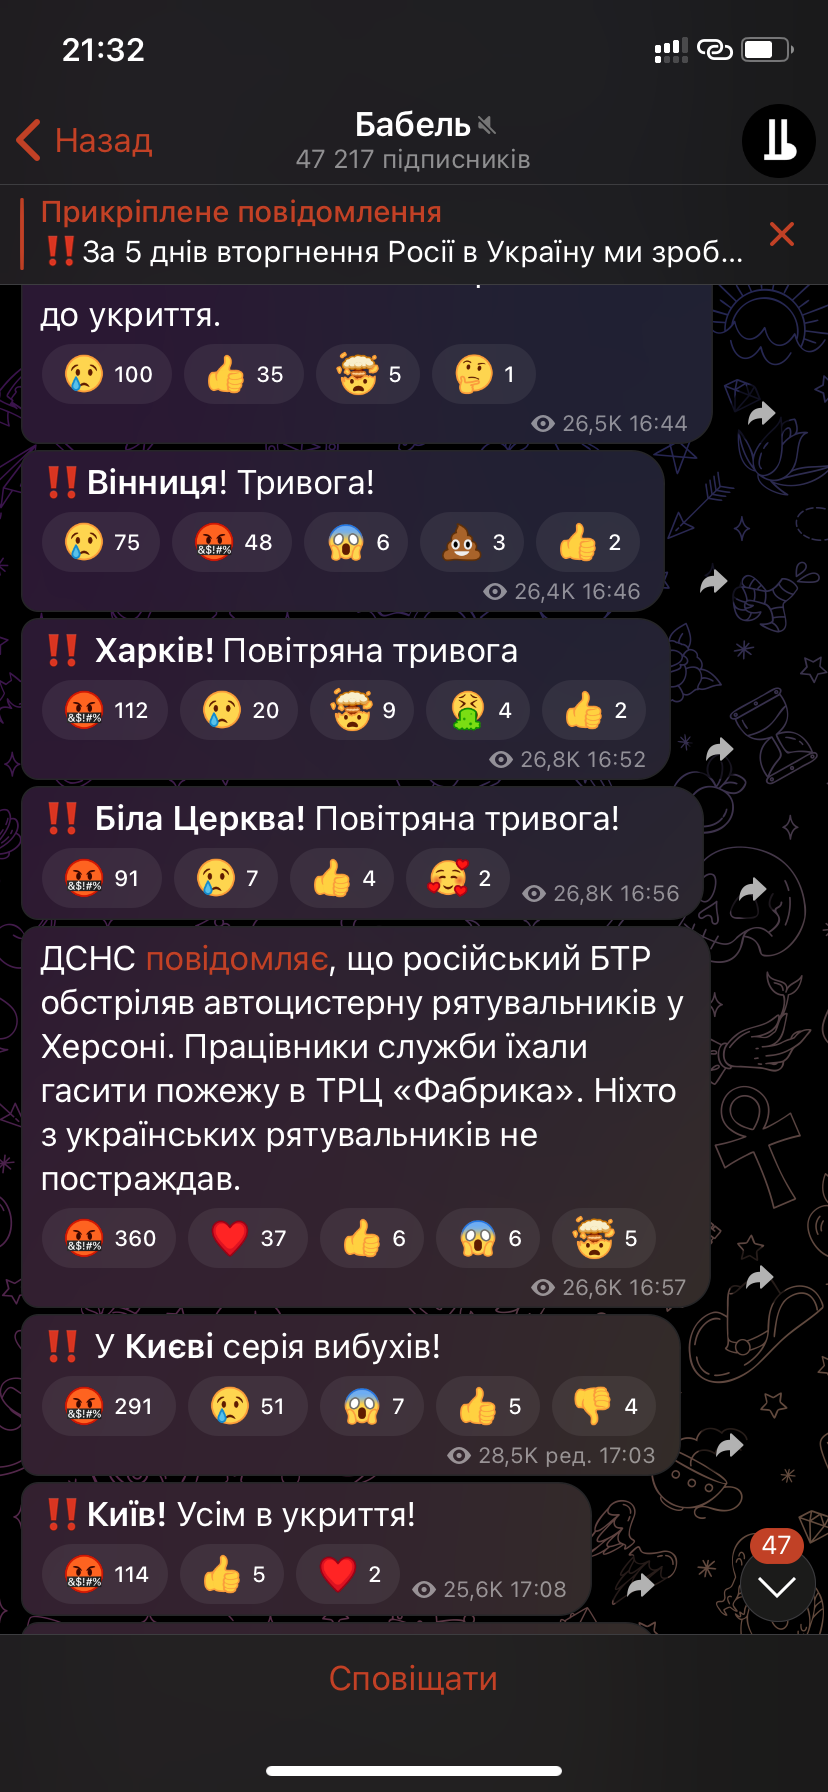 21:32
Назад
Бабель
47 217 підписників
Прикріплене повідомлення
‼️За 5 днів вторгнення Росії в Україну ми зроб...
до укриття.
😢 100 👍 35 🤯 5 🤔 1
26,5K 16:44
‼️Вінниця! Тривога!
😢 75 🤬 48 😱 6 💩 3 👍 2
26,4K 16:46
‼️ Харків! Повітряна тривога
🤬 112 😢 20 🤯 9 🤮 4 👍 2
26,8K 16:52
‼️ Біла Церква! Повітряна тривога!
🤬 91 😢 7 👍 4 🥰 2 26,8K 16:56
ДСНС повідомляє, що російський БТР
обстріляв автоцистерну рятувальників у
Херсоні. Працівники служби їхали
гасити пожежу в ТРЦ «Фабрика». Ніхто
з українських рятувальників не
постраждав.
🤬 360 ❤️ 37 👍 6 😱 6 🤯 5
26,6K 16:57
‼️ У Києві серія вибухів!
🤬 291 😢 51 😱 7 👍 5 👎 4
28,5K ред. 17:03
‼️Київ! Усім в укриття!
🤬 114 👍 5 ❤️ 2 25,6K 17:08
47
Сповіщати